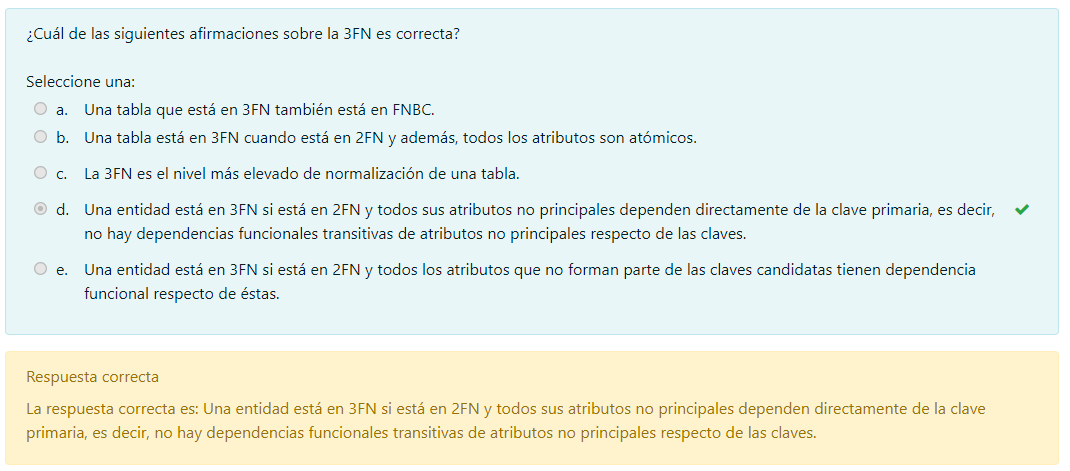 ¿Cuál de las siguientes afirmaciones sobre la 3FN es correcta?
Seleccione una:
a. Una tabla que está en 3FN también está en FNBC.
b. Una tabla está en 3FN cuando está en 2FN y además, todos los atributos son atómicos.
c. La 3FN es el nivel más elevado de normalización de una tabla.
d. Una entidad está en 3FN si está en 2FN y todos sus atributos no principales dependen directamente de la clave primaria, es decir,
no hay dependencias funcionales transitivas de atributos no principales respecto de las claves.
e. Una entidad está en 3FN si está en 2FN y todos los atributos que no forman parte de las claves candidatas tienen dependencia
funcional respecto de éstas.
Respuesta correcta
La respuesta correcta es: Una entidad está en 3FN si está en 2FN y todos sus atributos no principales dependen directamente de la clave
primaria, es decir, no hay dependencias funcionales transitivas de atributos no principales respecto de las claves.